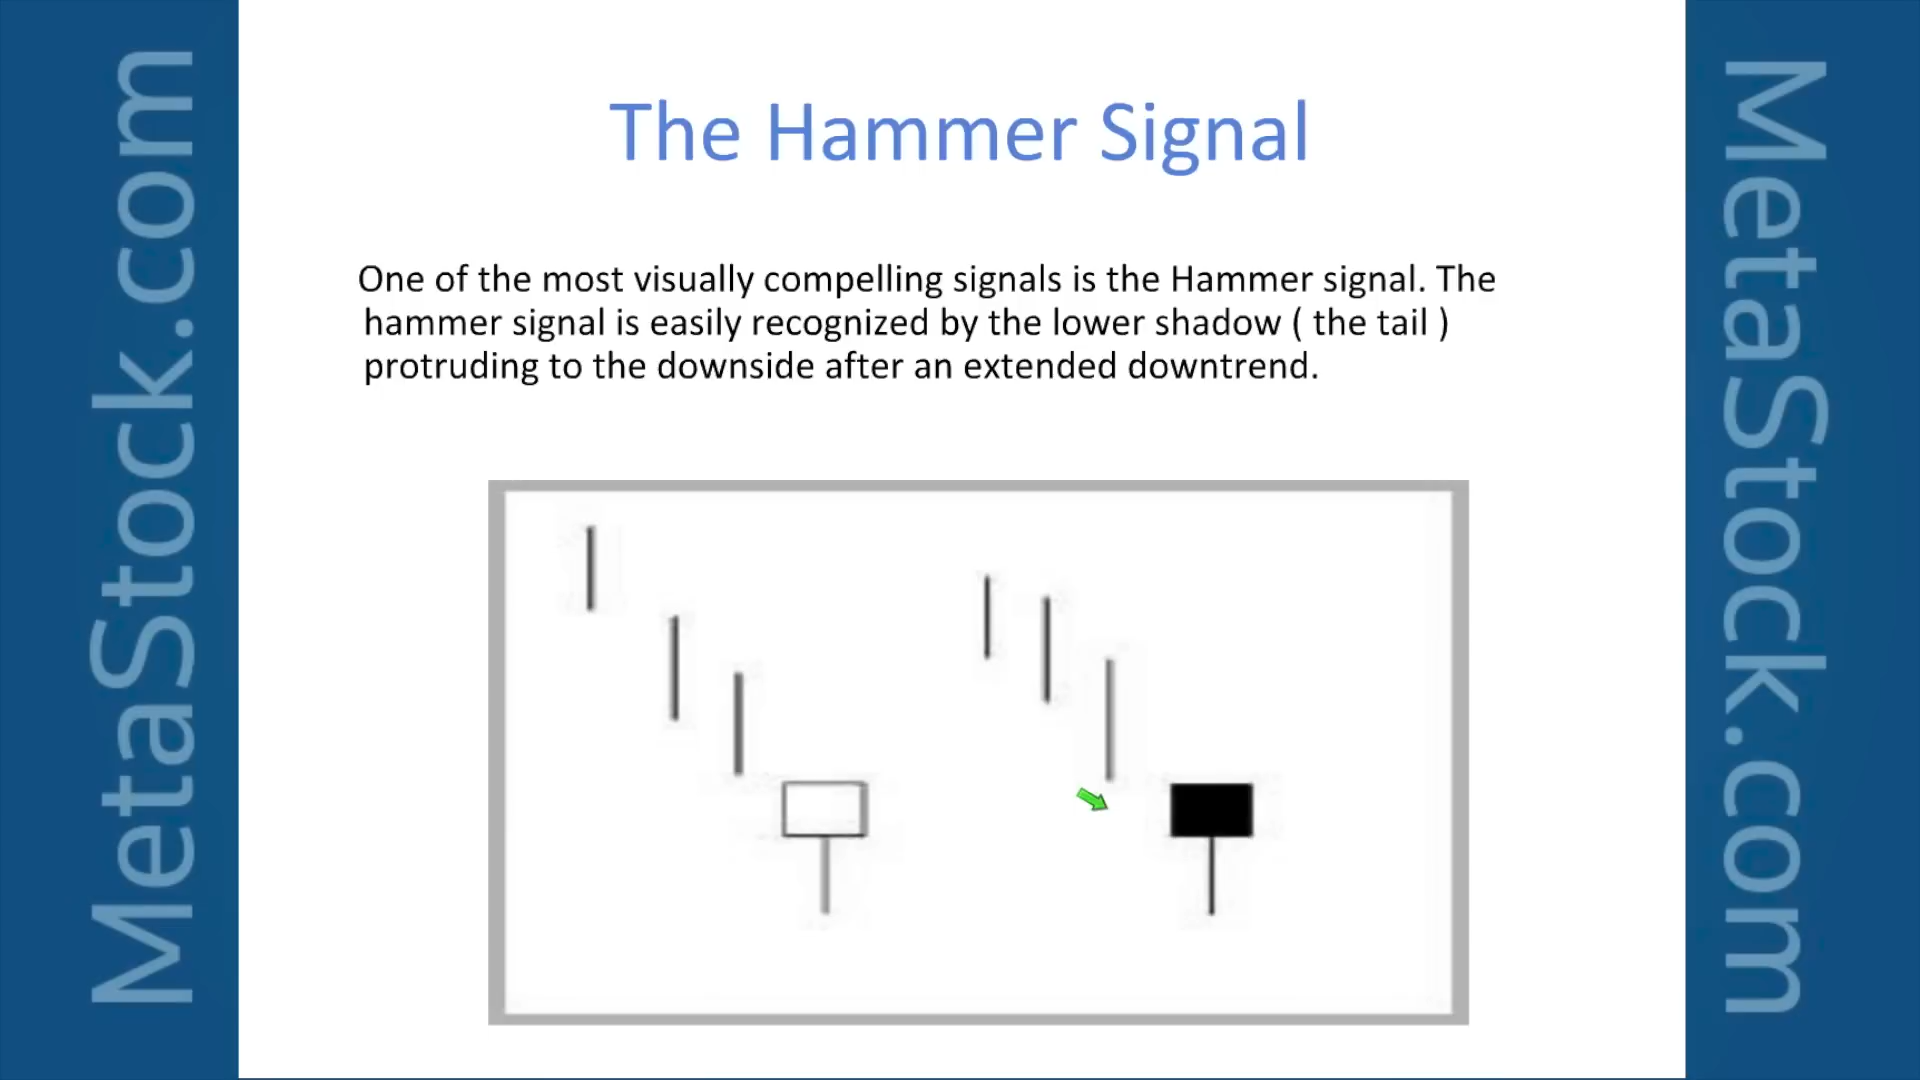 MetaStock.com
The Hammer Signal
One of the most visually compelling signals is the Hammer signal. The
hammer signal is easily recognized by the lower shadow ( the tail )
protruding to the downside after an extended downtrend.
MetaStock.com